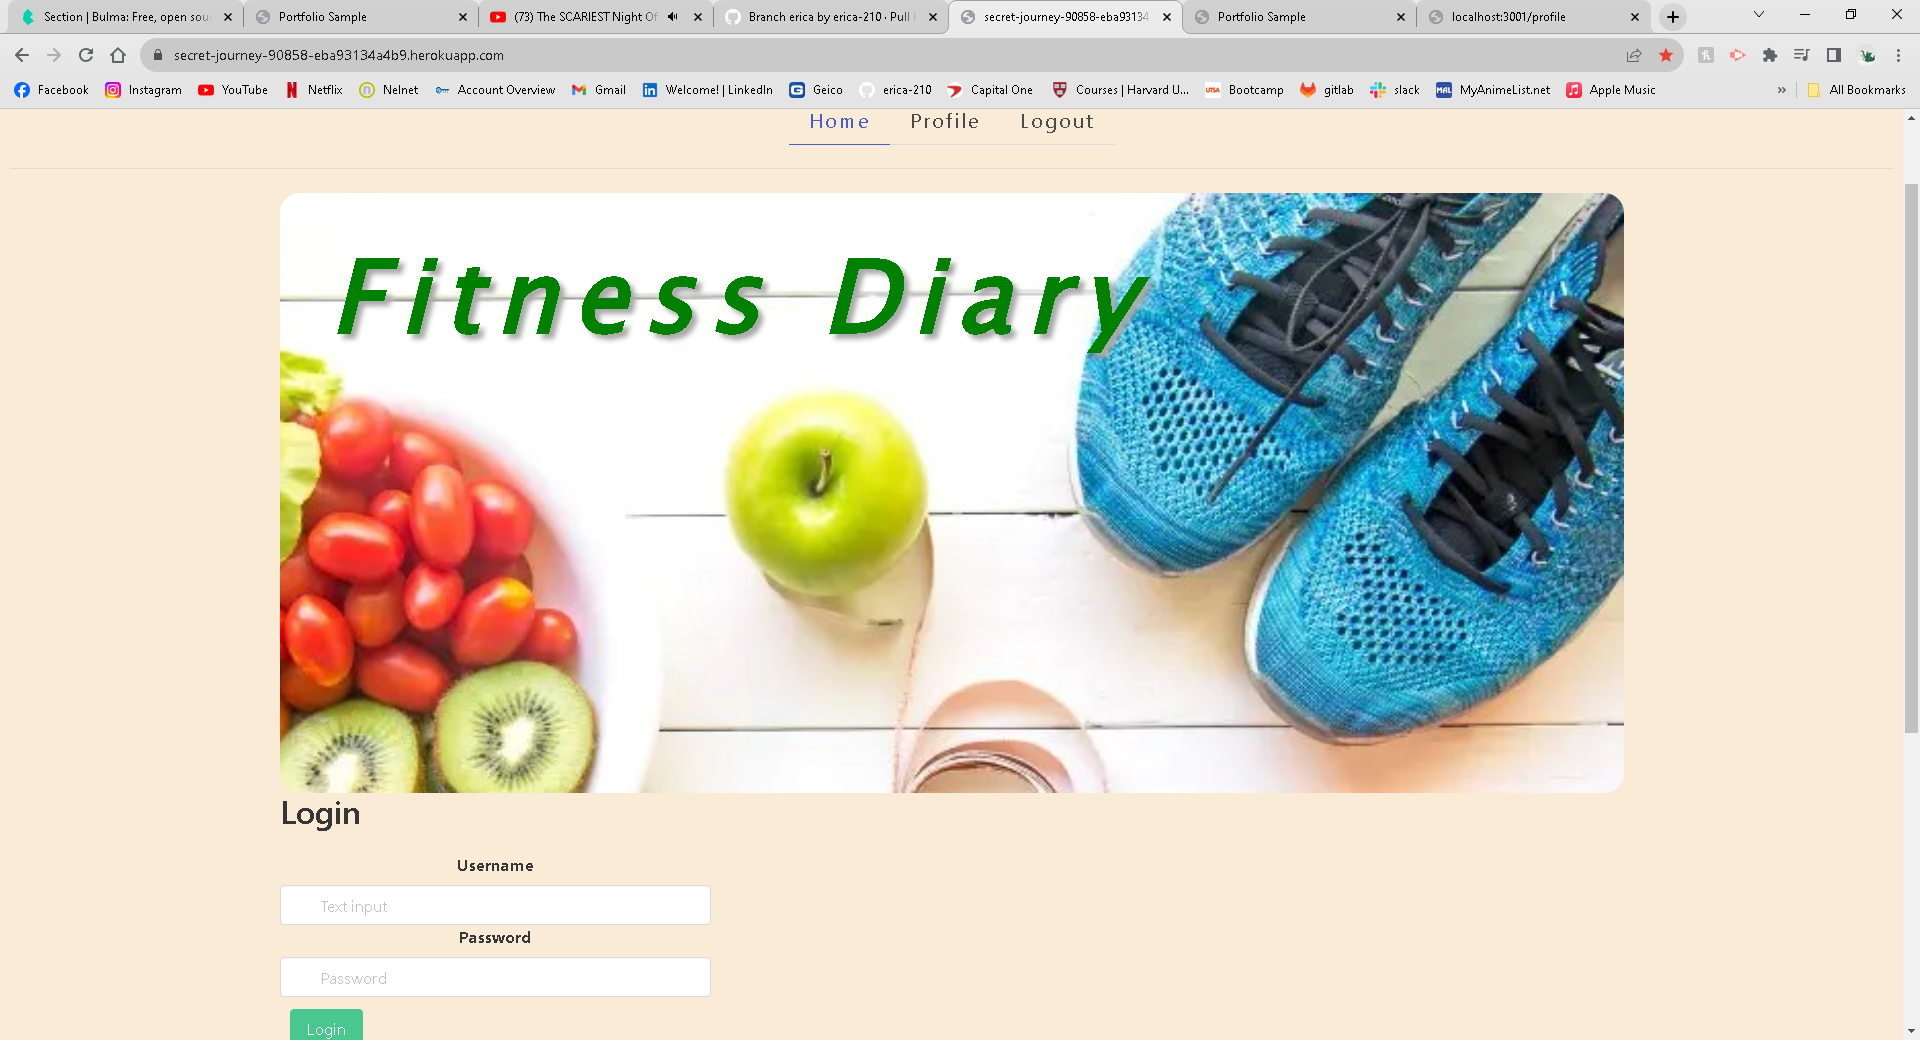 Section | Bulma: Free, open sou
Portfolio Sample
(73) The SCARIEST Night Of
Branch erica by erica-210 · Pull
secret-journey-90858-eba93134
Portfolio Sample
localhost:3001/profile
secret-journey-90858-eba93134a4b9.herokuapp.com
Facebook
Instagram
YouTube
Netflix
Nelnet
Account Overview
Gmail
Welcome! | LinkedIn
Geico
erica-210
Capital One
Courses | Harvard U...
Bootcamp
gitlab
slack
MyAnimeList.net
Apple Music
»
All Bookmarks
Home
Profile
Logout
Fitness Diary
Login
Username
Text input
Password
Password
Login